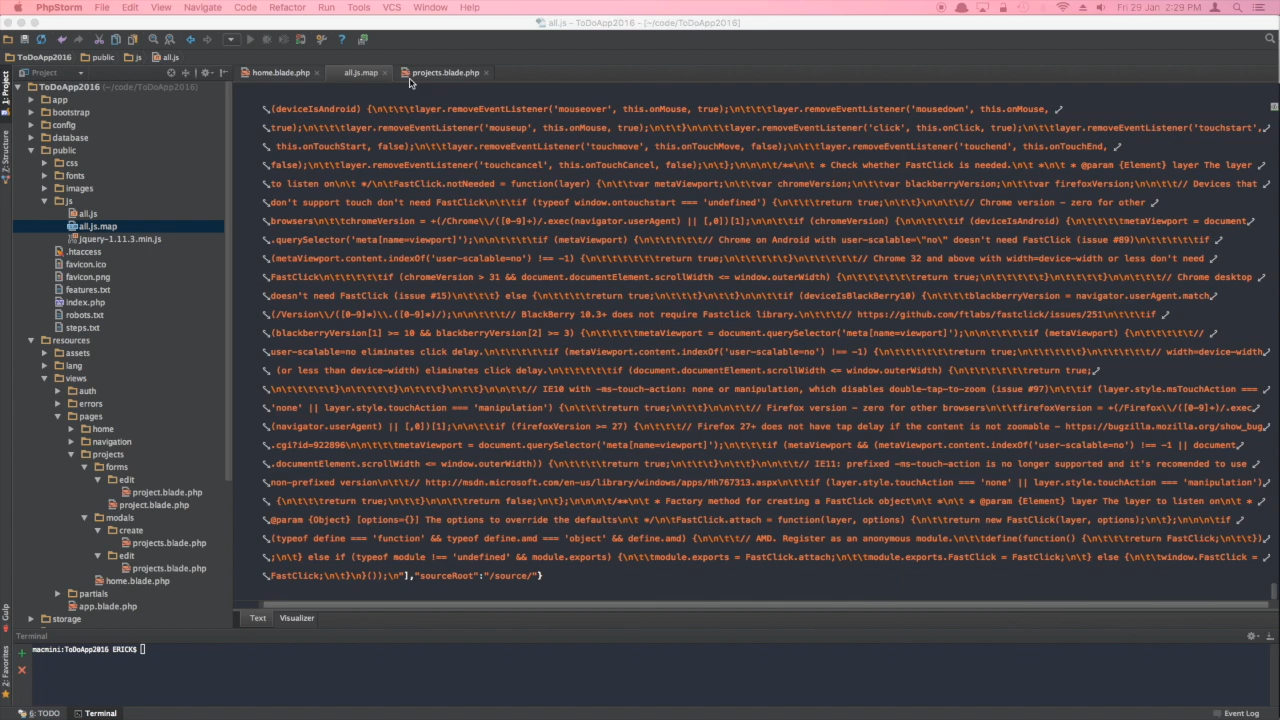 PhpStorm File Edit View Navigate Code Refactor Run Tools VCS Window Help Fri 29 Jan 2:29 PM
all.js - ToDoApp2016 - [~/code/ToDoApp2016]
ToDoApp2016 public js all.js
Project home.blade.php all.js.map projects.blade.php
1: Project
Z: Structure
Gulp
2: Favorites
ToDoApp2016 (~/code/ToDoApp2016)
app
bootstrap
config
database
public
css
fonts
images
js
all.js
all.js.map
jquery-1.11.3.min.js
.htaccess
favicon.ico
favicon.png
features.txt
index.php
robots.txt
steps.txt
resources
assets
lang
views
auth
errors
pages
home
navigation
projects
forms
edit
project.blade.php
project.blade.php
modals
create
projects.blade.php
edit
projects.blade.php
home.blade.php
partials
app.blade.php
storage
(deviceIsAndroid) {\n\t\t\tlayer.removeEventListener('mouseover', this.onMouse, true);\n\t\t\tlayer.removeEventListener('mousedown', this.onMouse,
true);\n\t\t\tlayer.removeEventListener('mouseup', this.onMouse, true);\n\t\t}\n\n\t\tlayer.removeEventListener('click', this.onClick, true);\n\t\tlayer.removeEventListener('touchstart',
this.onTouchStart, false);\n\t\tlayer.removeEventListener('touchmove', this.onTouchMove, false);\n\t\tlayer.removeEventListener('touchend', this.onTouchEnd,
false);\n\t\tlayer.removeEventListener('touchcancel', this.onTouchCancel, false);\n\t};\n\n\n\t/**\n\t * Check whether FastClick is needed.\n\t *\n\t * @param {Element} layer The layer
to listen on\n\t */\n\tFastClick.notNeeded = function(layer) {\n\t\tvar metaViewport;\n\t\tvar chromeVersion;\n\t\tvar blackberryVersion;\n\t\tvar firefoxVersion;\n\n\t\t// Devices that
don't support touch don't need FastClick\n\t\tif (typeof window.ontouchstart === 'undefined') {\n\t\t\treturn true;\n\t\t}\n\n\t\t// Chrome version - zero for other
browsers\n\t\tchromeVersion = +(/Chrome\\/([0-9]+)/.exec(navigator.userAgent) || [,0])[1];\n\n\t\tif (chromeVersion) {\n\n\t\t\tif (deviceIsAndroid) {\n\t\t\t\tmetaViewport = document
.querySelector('meta[name=viewport]');\n\n\t\t\t\tif (metaViewport) {\n\t\t\t\t\t// Chrome on Android with user-scalable=\"no\" doesn't need FastClick (issue #89)\n\t\t\t\t\tif
(metaViewport.content.indexOf('user-scalable=no') !== -1) {\n\t\t\t\t\t\treturn true;\n\t\t\t\t\t}\n\t\t\t\t\t// Chrome 32 and above with width=device-width or less don't need
FastClick\n\t\t\t\t\tif (chromeVersion > 31 && document.documentElement.scrollWidth <= window.outerWidth) {\n\t\t\t\t\t\treturn true;\n\t\t\t\t\t}\n\t\t\t\t}\n\n\t\t\t// Chrome desktop
doesn't need FastClick (issue #15)\n\t\t\t} else {\n\t\t\t\treturn true;\n\t\t\t}\n\t\t}\n\n\t\tif (deviceIsBlackBerry10) {\n\t\t\tblackberryVersion = navigator.userAgent.match
(/Version\\/([0-9]*)\\.([0-9]*)/);\n\n\t\t\t// BlackBerry 10.3+ does not require Fastclick library.\n\t\t\t// https://github.com/ftlabs/fastclick/issues/251\n\t\t\tif
(blackberryVersion[1] >= 10 && blackberryVersion[2] >= 3) {\n\t\t\t\tmetaViewport = document.querySelector('meta[name=viewport]');\n\n\t\t\t\tif (metaViewport) {\n\t\t\t\t\t//
user-scalable=no eliminates click delay.\n\t\t\t\t\tif (metaViewport.content.indexOf('user-scalable=no') !== -1) {\n\t\t\t\t\t\treturn true;\n\t\t\t\t\t}\n\t\t\t\t\t// width=device-width
(or less than device-width) eliminates click delay.\n\t\t\t\t\tif (document.documentElement.scrollWidth <= window.outerWidth) {\n\t\t\t\t\t\treturn true;
\n\t\t\t\t\t}\n\t\t\t\t}\n\t\t\t}\n\t\t}\n\n\t\t// IE10 with -ms-touch-action: none or manipulation, which disables double-tap-to-zoom (issue #97)\n\t\tif (layer.style.msTouchAction ===
'none' || layer.style.touchAction === 'manipulation') {\n\t\t\treturn true;\n\t\t}\n\n\t\t// Firefox version - zero for other browsers\n\t\tfirefoxVersion = +(/Firefox\\/([0-9]+)/.exec
(navigator.userAgent) || [,0])[1];\n\n\t\tif (firefoxVersion >= 27) {\n\t\t\t// Firefox 27+ does not have tap delay if the content is not zoomable - https://bugzilla.mozilla.org/show_bug
.cgi?id=922896\n\n\t\t\tmetaViewport = document.querySelector('meta[name=viewport]');\n\t\t\tif (metaViewport && (metaViewport.content.indexOf('user-scalable=no') !== -1 || document
.documentElement.scrollWidth <= window.outerWidth)) {\n\t\t\t\treturn true;\n\t\t\t}\n\t\t}\n\n\t\t// IE11: prefixed -ms-touch-action is no longer supported and it's recomended to use
non-prefixed version\n\t\t// http://msdn.microsoft.com/en-us/library/windows/apps/Hh767313.aspx\n\t\tif (layer.style.touchAction === 'none' || layer.style.touchAction === 'manipulation')
{\n\t\t\treturn true;\n\t\t}\n\n\t\treturn false;\n\t};\n\n\n\t/**\n\t * Factory method for creating a FastClick object\n\t *\n\t * @param {Element} layer The layer to listen on\n\t *
@param {Object} [options={}] The options to override the defaults\n\t */\n\tFastClick.attach = function(layer, options) {\n\t\treturn new FastClick(layer, options);\n\t};\n\n\n\tif
(typeof define === 'function' && typeof define.amd === 'object' && define.amd) {\n\n\t\t// AMD. Register as an anonymous module.\n\t\tdefine(function() {\n\t\t\treturn FastClick;\n\t\t})
;\n\t} else if (typeof module !== 'undefined' && module.exports) {\n\t\tmodule.exports = FastClick.attach;\n\t\tmodule.exports.FastClick = FastClick;\n\t} else {\n\t\twindow.FastClick =
FastClick;\n\t}\n}());\n"],"sourceRoot":"/source/"}
Text Visualizer
Terminal
macmini:ToDoApp2016 ERICK$
6: TODO Terminal Event Log